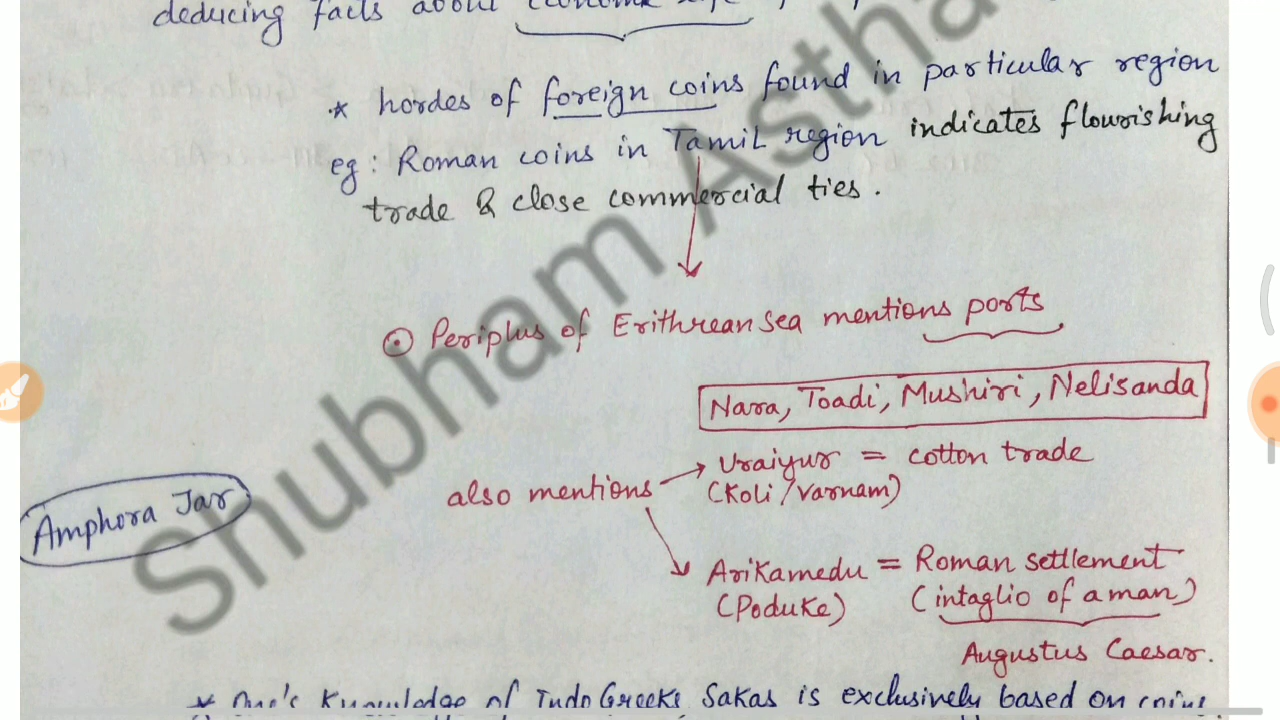 deducing facts about economic life
* hordes of foreign coins found in particular region
eg: Roman coins in Tamil region indicates flourishing
trade & close commercial ties.
⊙ Periplus of Erithrean sea mentions ports
Nara, Toadi, Mushiri, Nelisanda
also mentions → Uraiyur = cotton trade
(Koli/Varnam)
Amphora Jar
Arikamedu = Roman settlement
(Poduke) (intaglio of a man)
Augustus Caesar.
* One's Knowledge of Indo Greeks Sakas is exclusively based on coins.
Shubham Astha